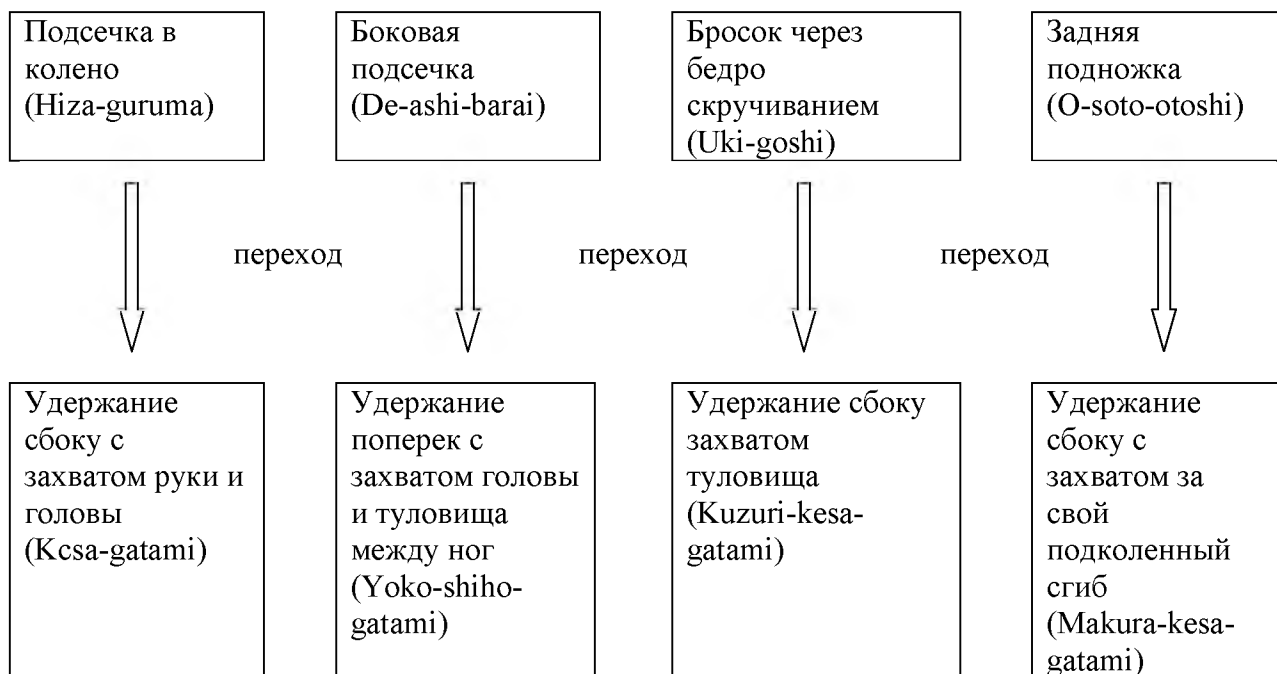 Подсечка в
колено
(Hiza-guruma)
Боковая
подсечка
(De-ashi-barai)
Бросок через
бедро
скручиванием
(Uki-goshi)
Задняя
подножка
(O-soto-otoshi)
переход
переход
переход
Удержание
сбоку с
захватом руки и
головы
(Kcsa-gatami)
Удержание
поперек с
захватом головы
и туловища
между ног
(Yoko-shiho-
gatami)
Удержание сбоку
захватом
туловища
(Kuzuri-kesa-
gatami)
Удержание
сбоку с
захватом за
свой
подколенный
сгиб
(Makura-kesa-
gatami)